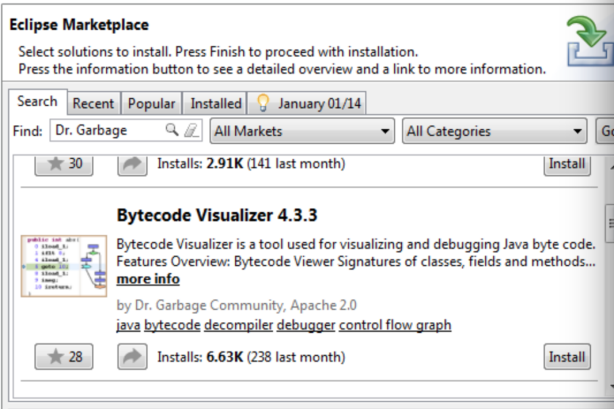 Eclipse Marketplace
Select solutions to install. Press Finish to proceed with installation.
Press the information button to see a detailed overview and a link to more information.
Search Recent Popular Installed January 01/14
Find: Dr. Garbage All Markets All Categories Go
30 Installs: 2.91K (141 last month) Install
Bytecode Visualizer 4.3.3
Bytecode Visualizer is a tool used for visualizing and debugging Java byte code.
Features Overview: Bytecode Viewer Signatures of classes, fields and methods...
more info
by Dr. Garbage Community, Apache 2.0
java bytecode decompiler debugger control flow graph
28 Installs: 6.63K (238 last month) Install